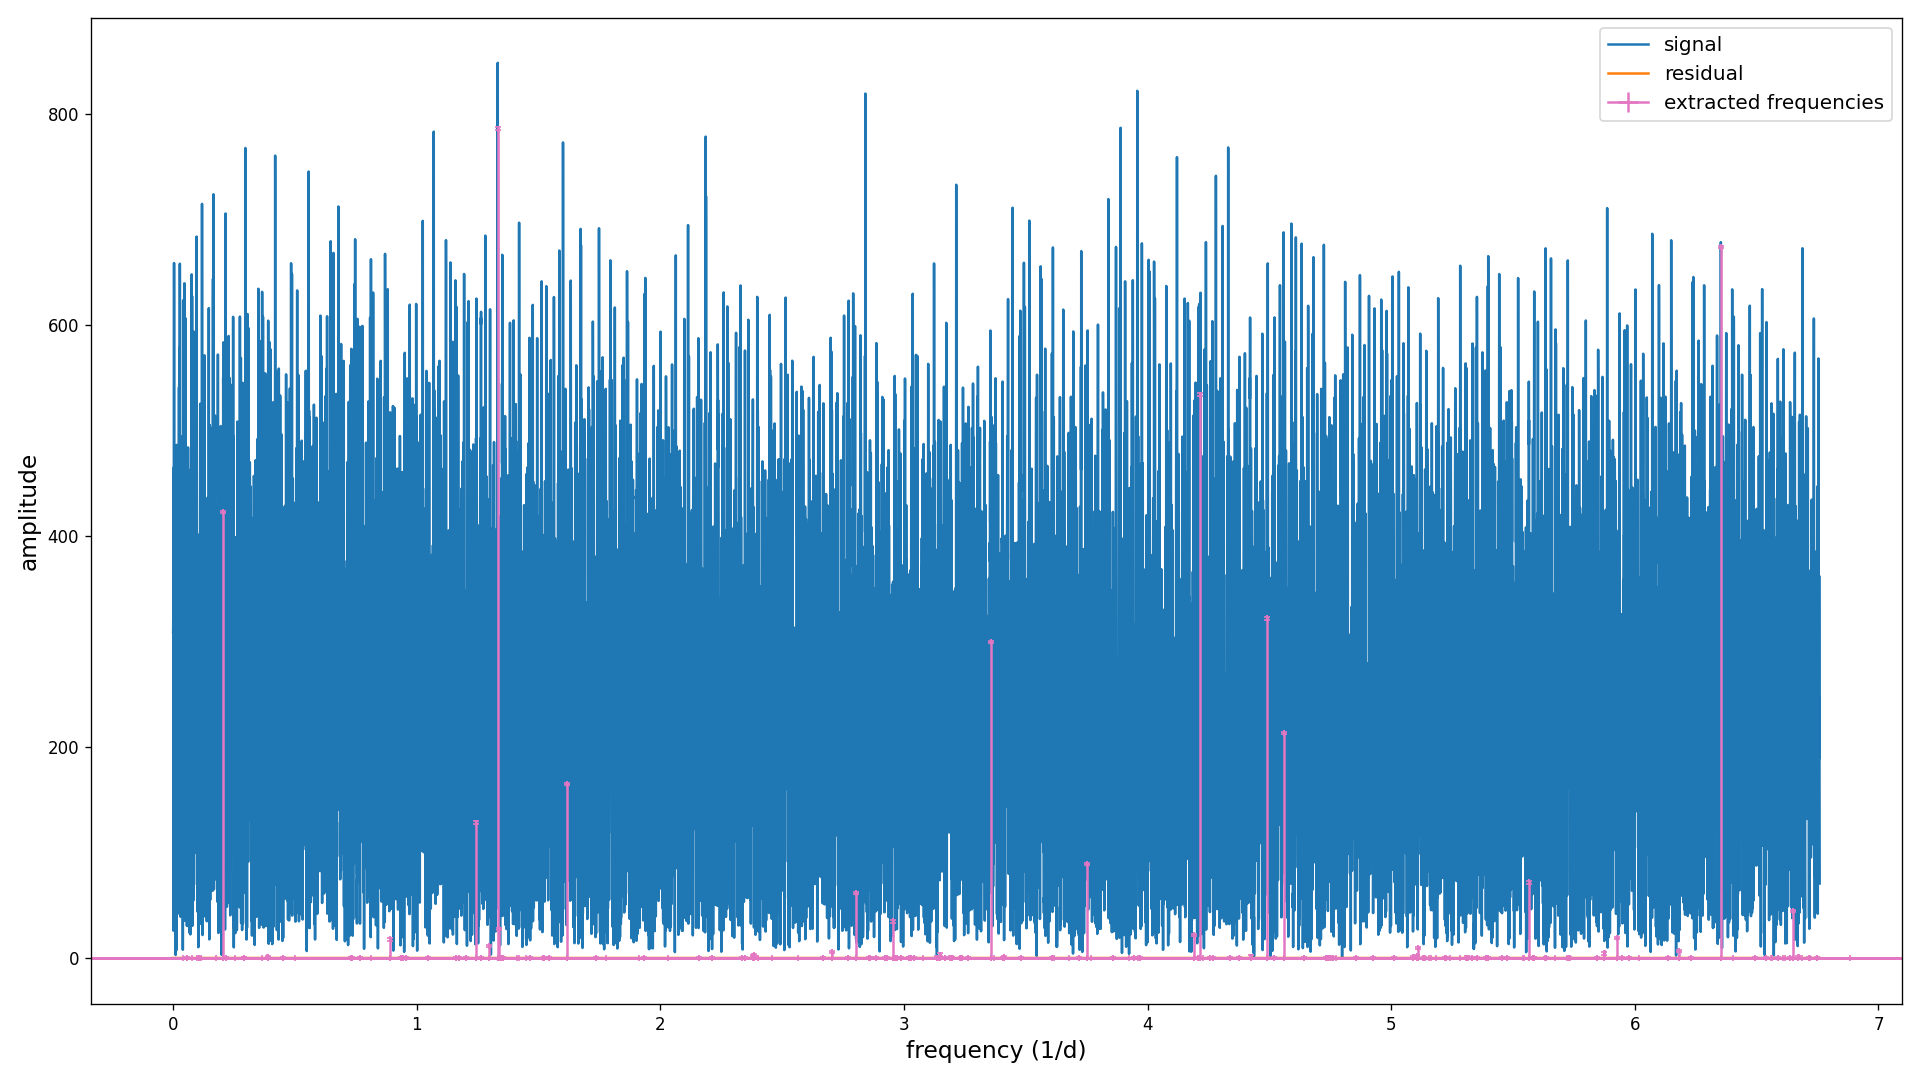 signal
residual
extracted frequencies
800
600
400
200
0
amplitude
0 1 2 3 4 5 6 7
frequency (1/d)